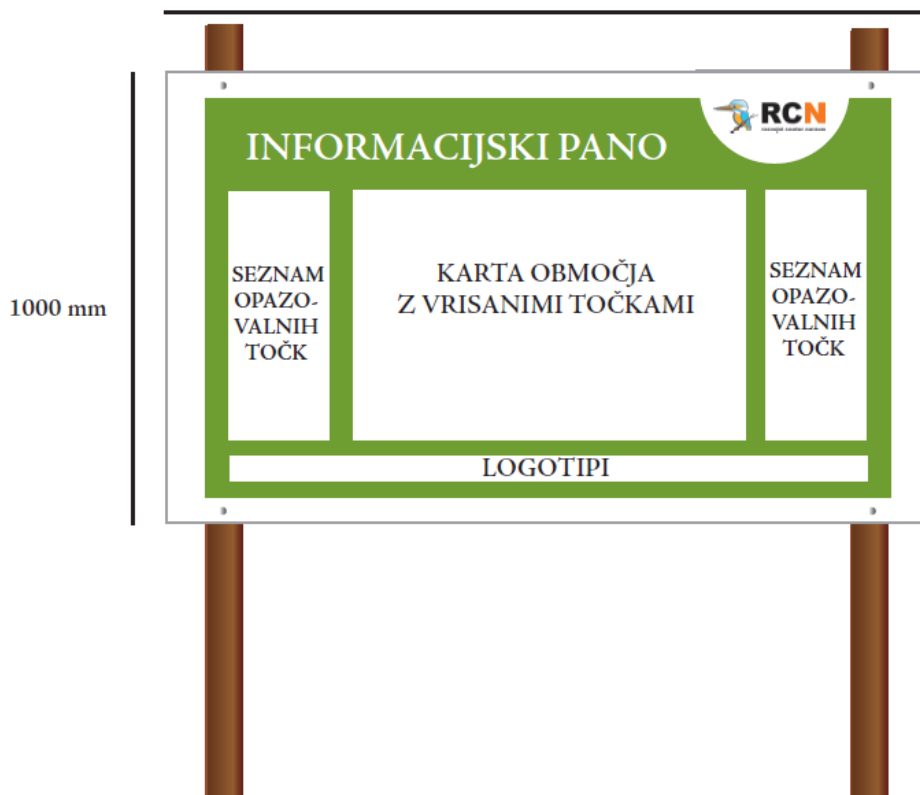 RCN
INFORMACIJSKI PANO
SEZNAM
OPAZO-
VALNIH
TOČK
KARTA OBMOČJA
Z VRISANIMI TOČKAMI
SEZNAM
OPAZO-
VALNIH
TOČK
1000 mm
LOGOTIPI